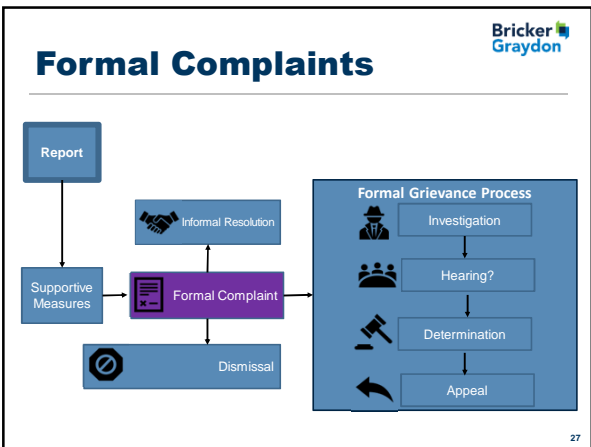 Formal Complaints
Bricker
Graydon
Report
Supportive
Measures
Informal Resolution
Formal Complaint
Dismissal
Formal Grievance Process
Investigation
Hearing?
Determination
Appeal
27